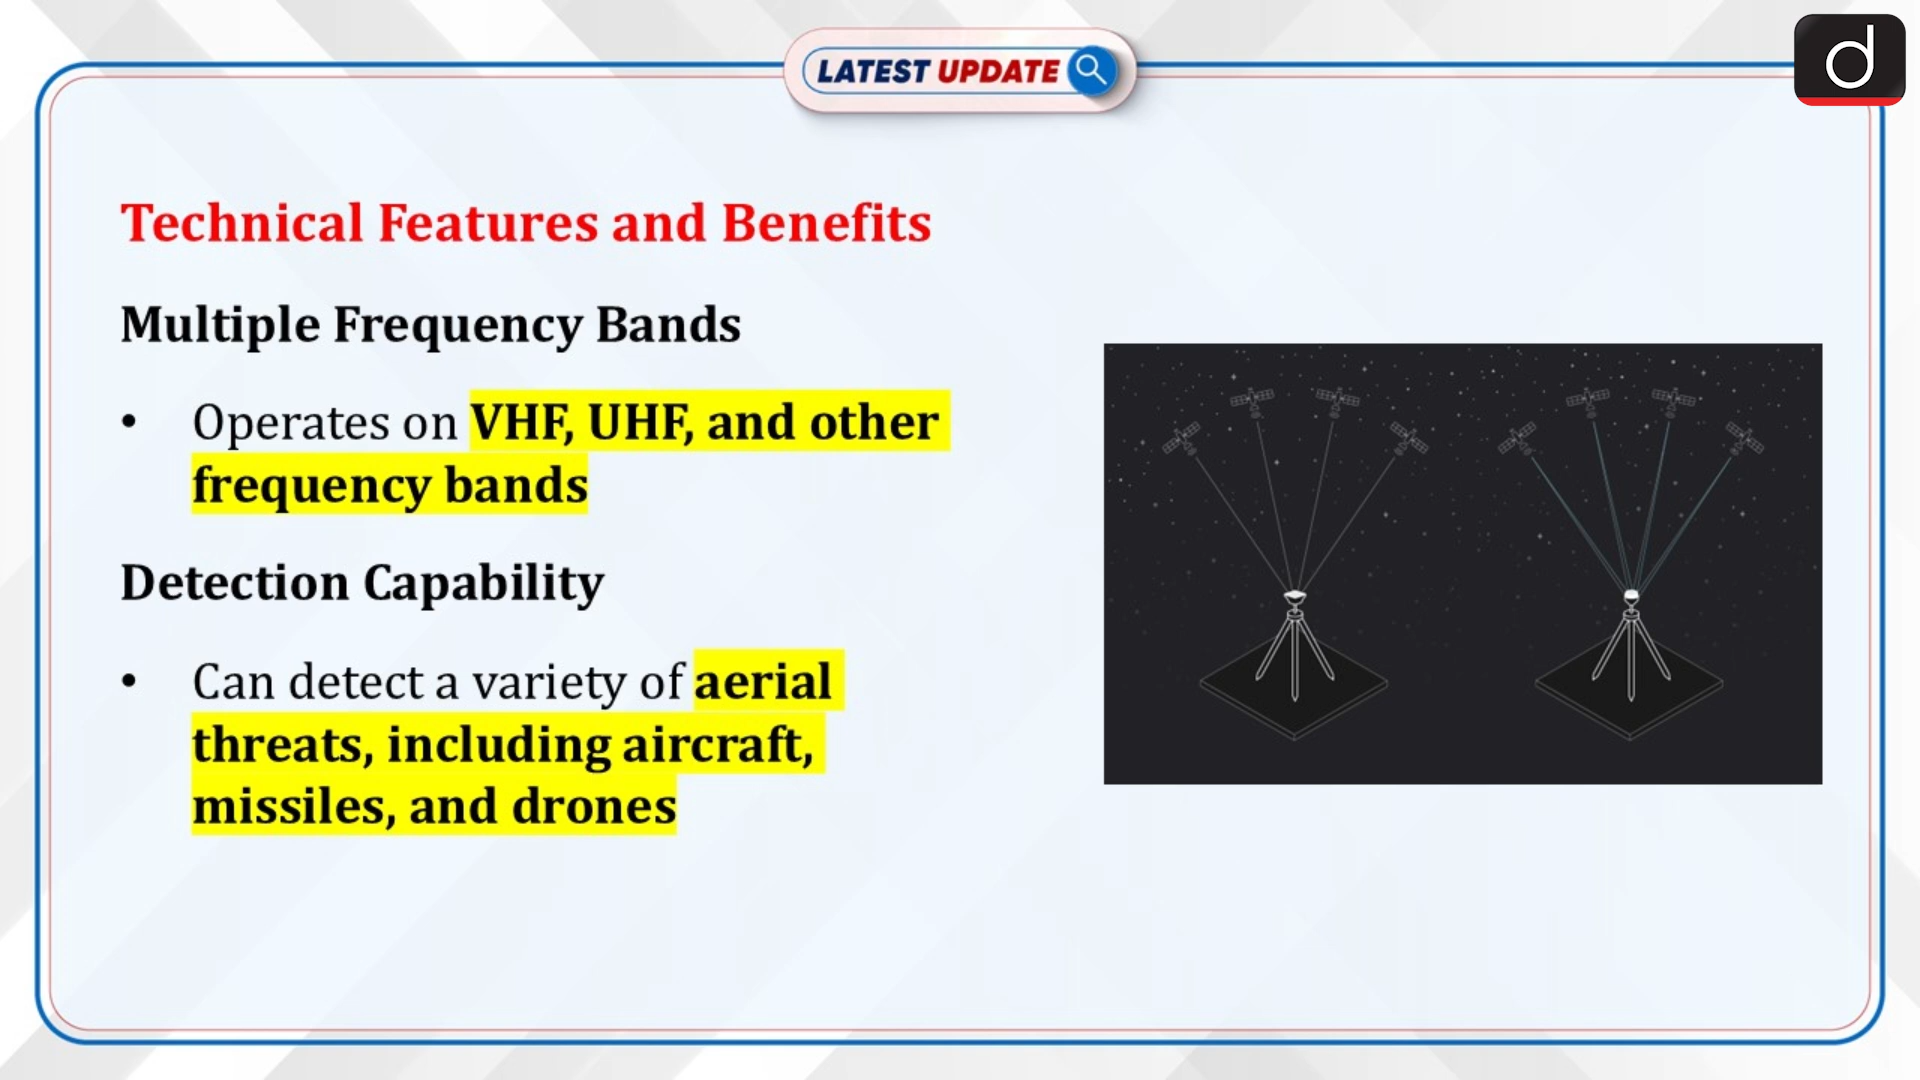 LATEST UPDATE
d
Technical Features and Benefits
Multiple Frequency Bands
• Operates on VHF, UHF, and other
frequency bands
Detection Capability
• Can detect a variety of aerial
threats, including aircraft,
missiles, and drones